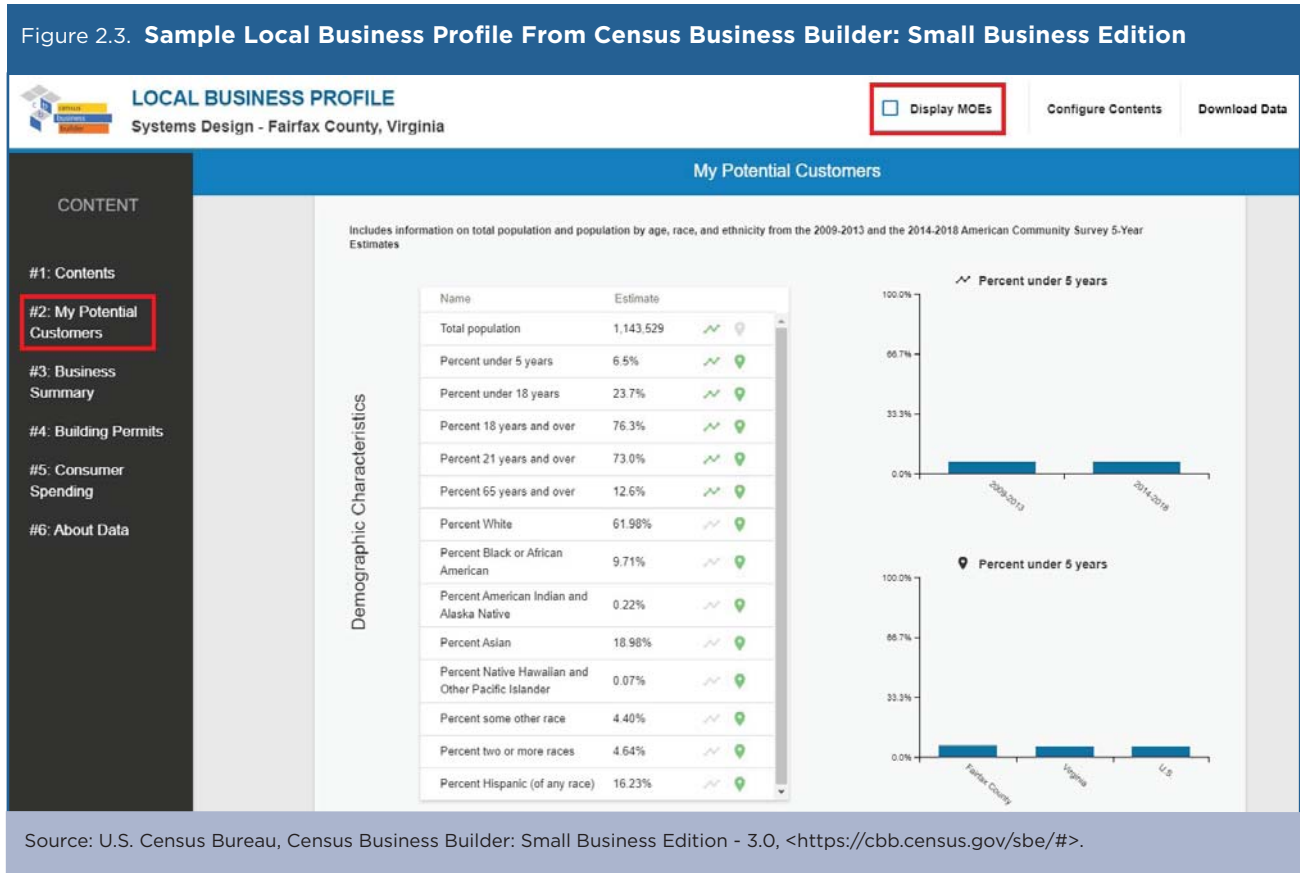 Figure 2.3. Sample Local Business Profile From Census Business Builder: Small Business Edition
census
business
builder
LOCAL BUSINESS PROFILE
Systems Design - Fairfax County, Virginia
Display MOEs
Configure Contents
Download Data
CONTENT
#1: Contents
#2: My Potential
Customers
#3: Business
Summary
#4: Building Permits
#5: Consumer
Spending
#6: About Data
My Potential Customers
Includes information on total population and population by age, race, and ethnicity from the 2009-2013 and the 2014-2018 American Community Survey 5-Year
Estimates
Demographic Characteristics
Name Estimate
Total population 1,143,529
Percent under 5 years 6.5%
Percent under 18 years 23.7%
Percent 18 years and over 76.3%
Percent 21 years and over 73.0%
Percent 65 years and over 12.6%
Percent White 61.98%
Percent Black or African
American 9.71%
Percent American Indian and
Alaska Native 0.22%
Percent Asian 18.98%
Percent Native Hawaiian and
Other Pacific Islander 0.07%
Percent some other race 4.40%
Percent two or more races 4.64%
Percent Hispanic (of any race) 16.23%
Percent under 5 years
100.0%
66.7%
33.3%
0.0%
2009-2013
2014-2018
Percent under 5 years
100.0%
66.7%
33.3%
0.0%
Fairfax County
Virginia
U.S.
Source: U.S. Census Bureau, Census Business Builder: Small Business Edition - 3.0, <https://cbb.census.gov/sbe/#>.